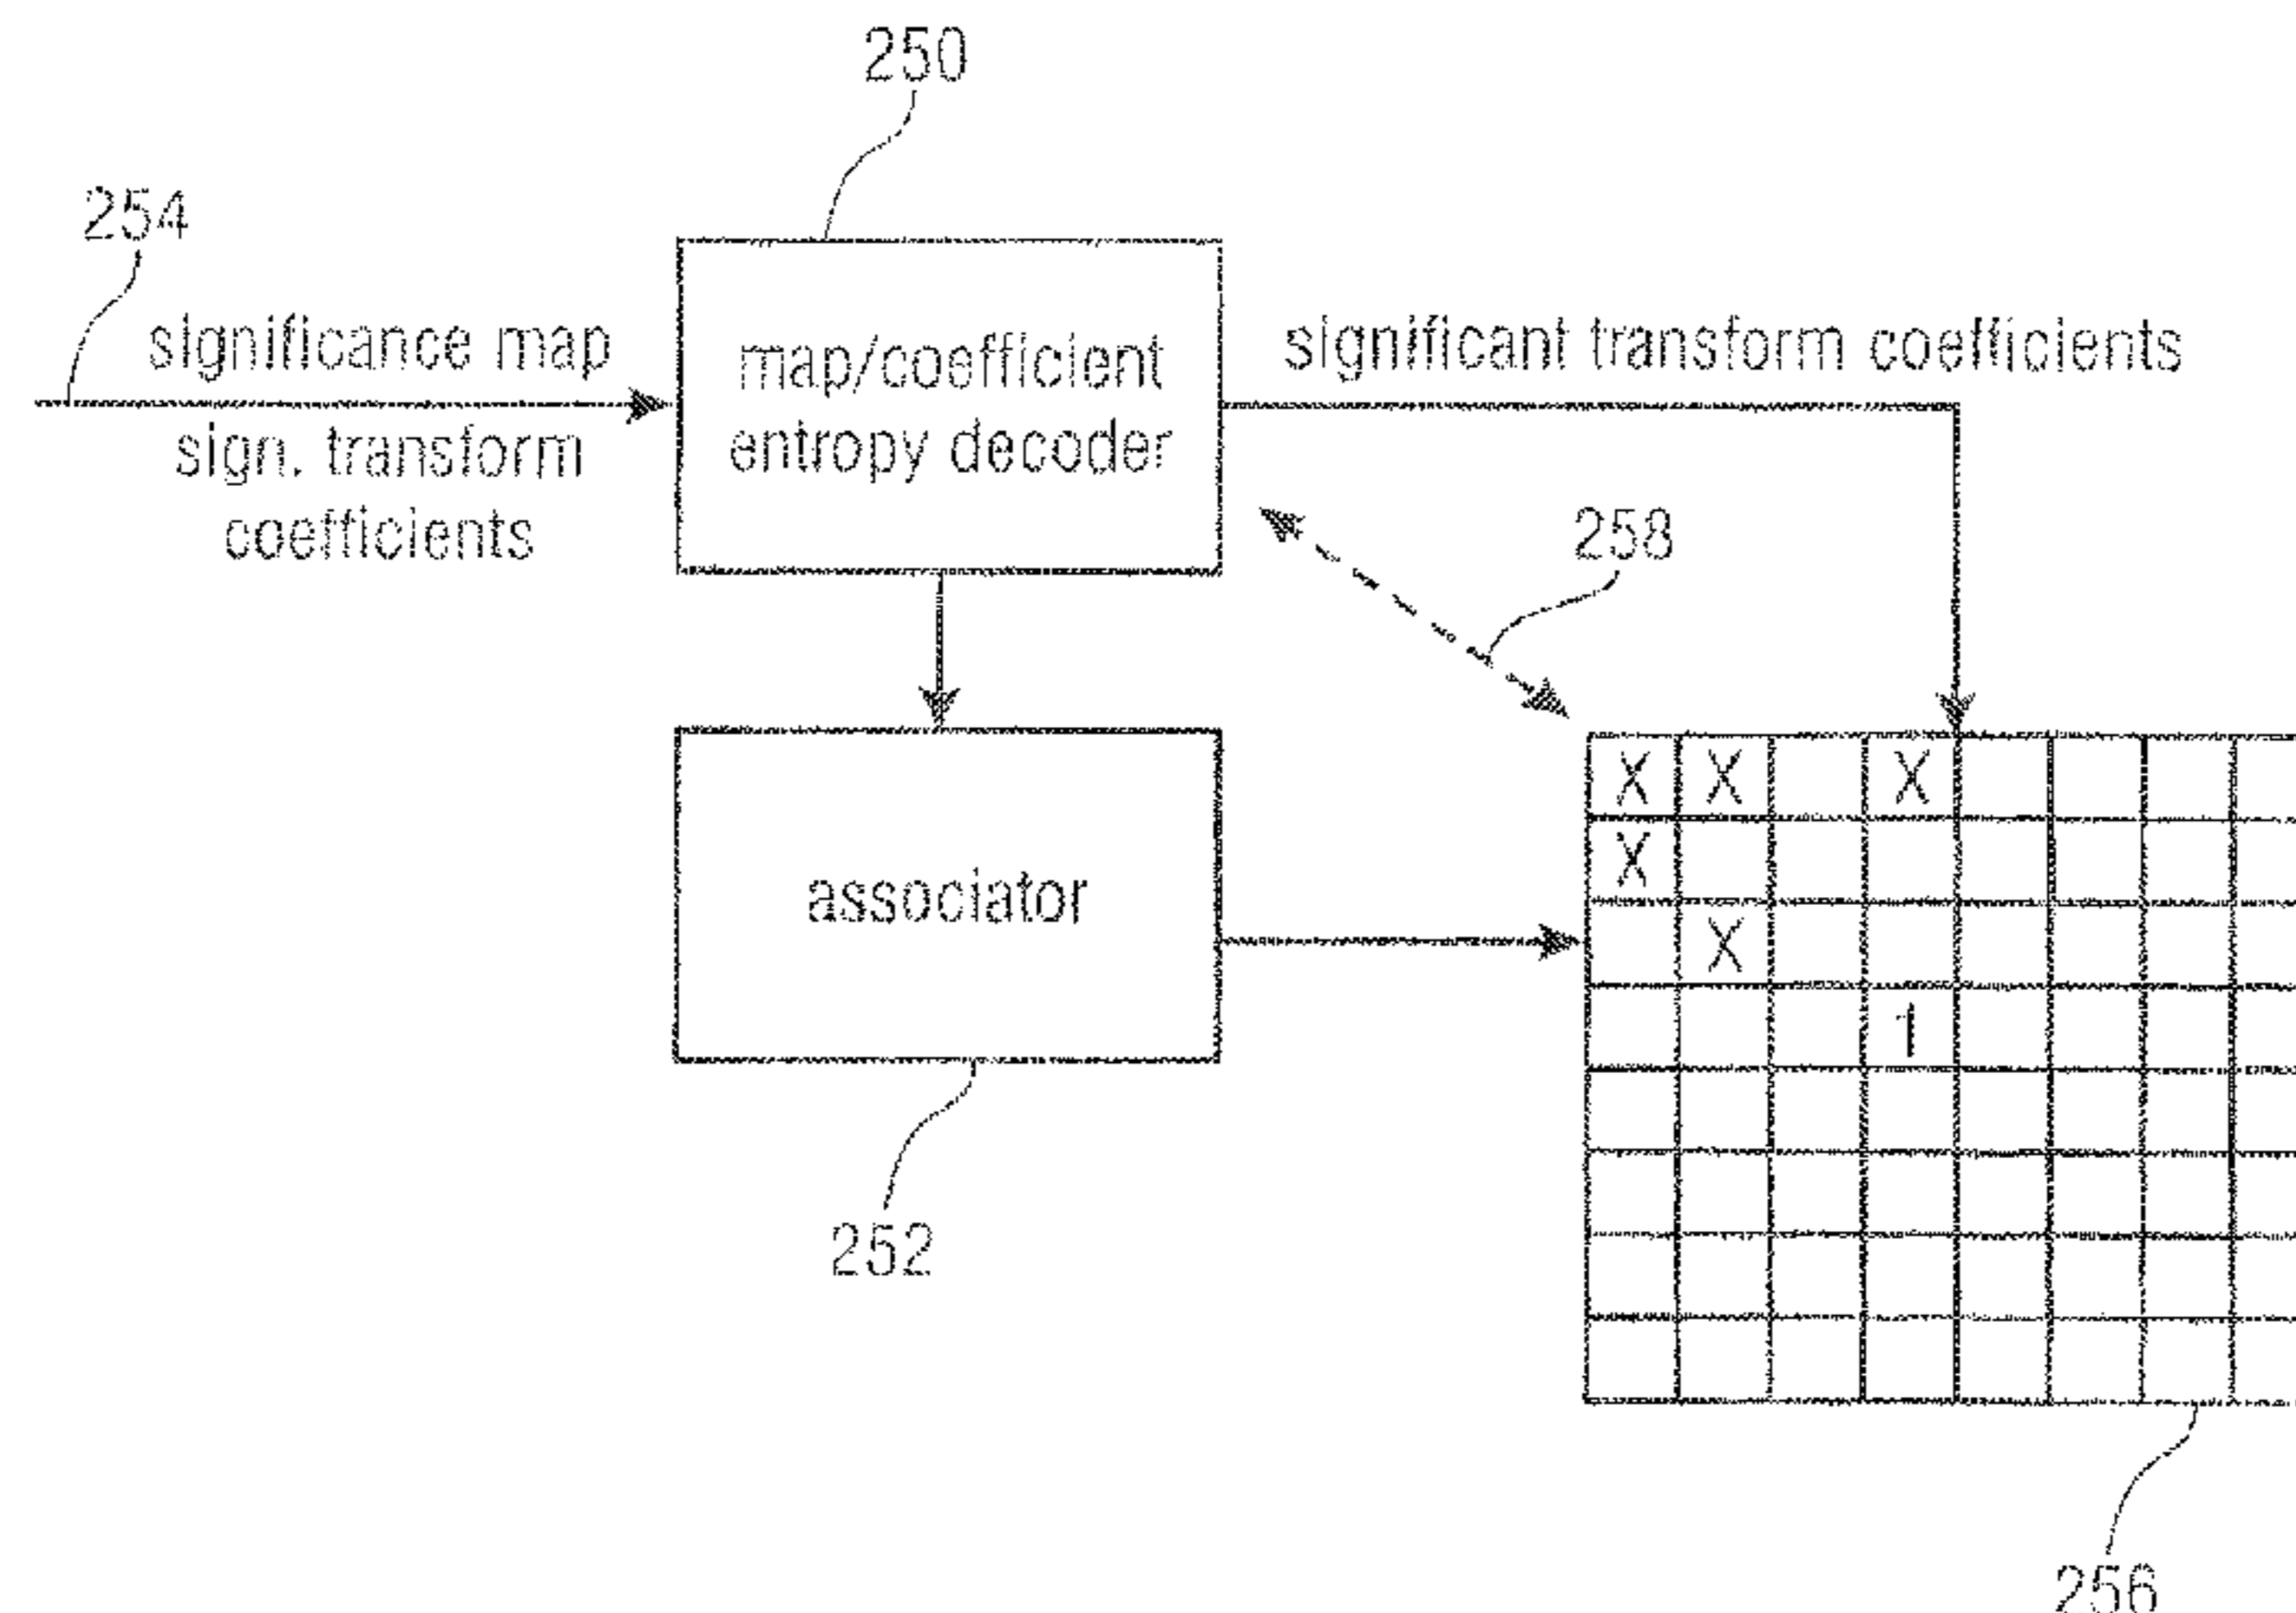 250
254
significance map
sign. transform
coefficients
map/coefficient
entropy decoder
significant transform coefficients
258
X X X
X
associator
X
1
252
256